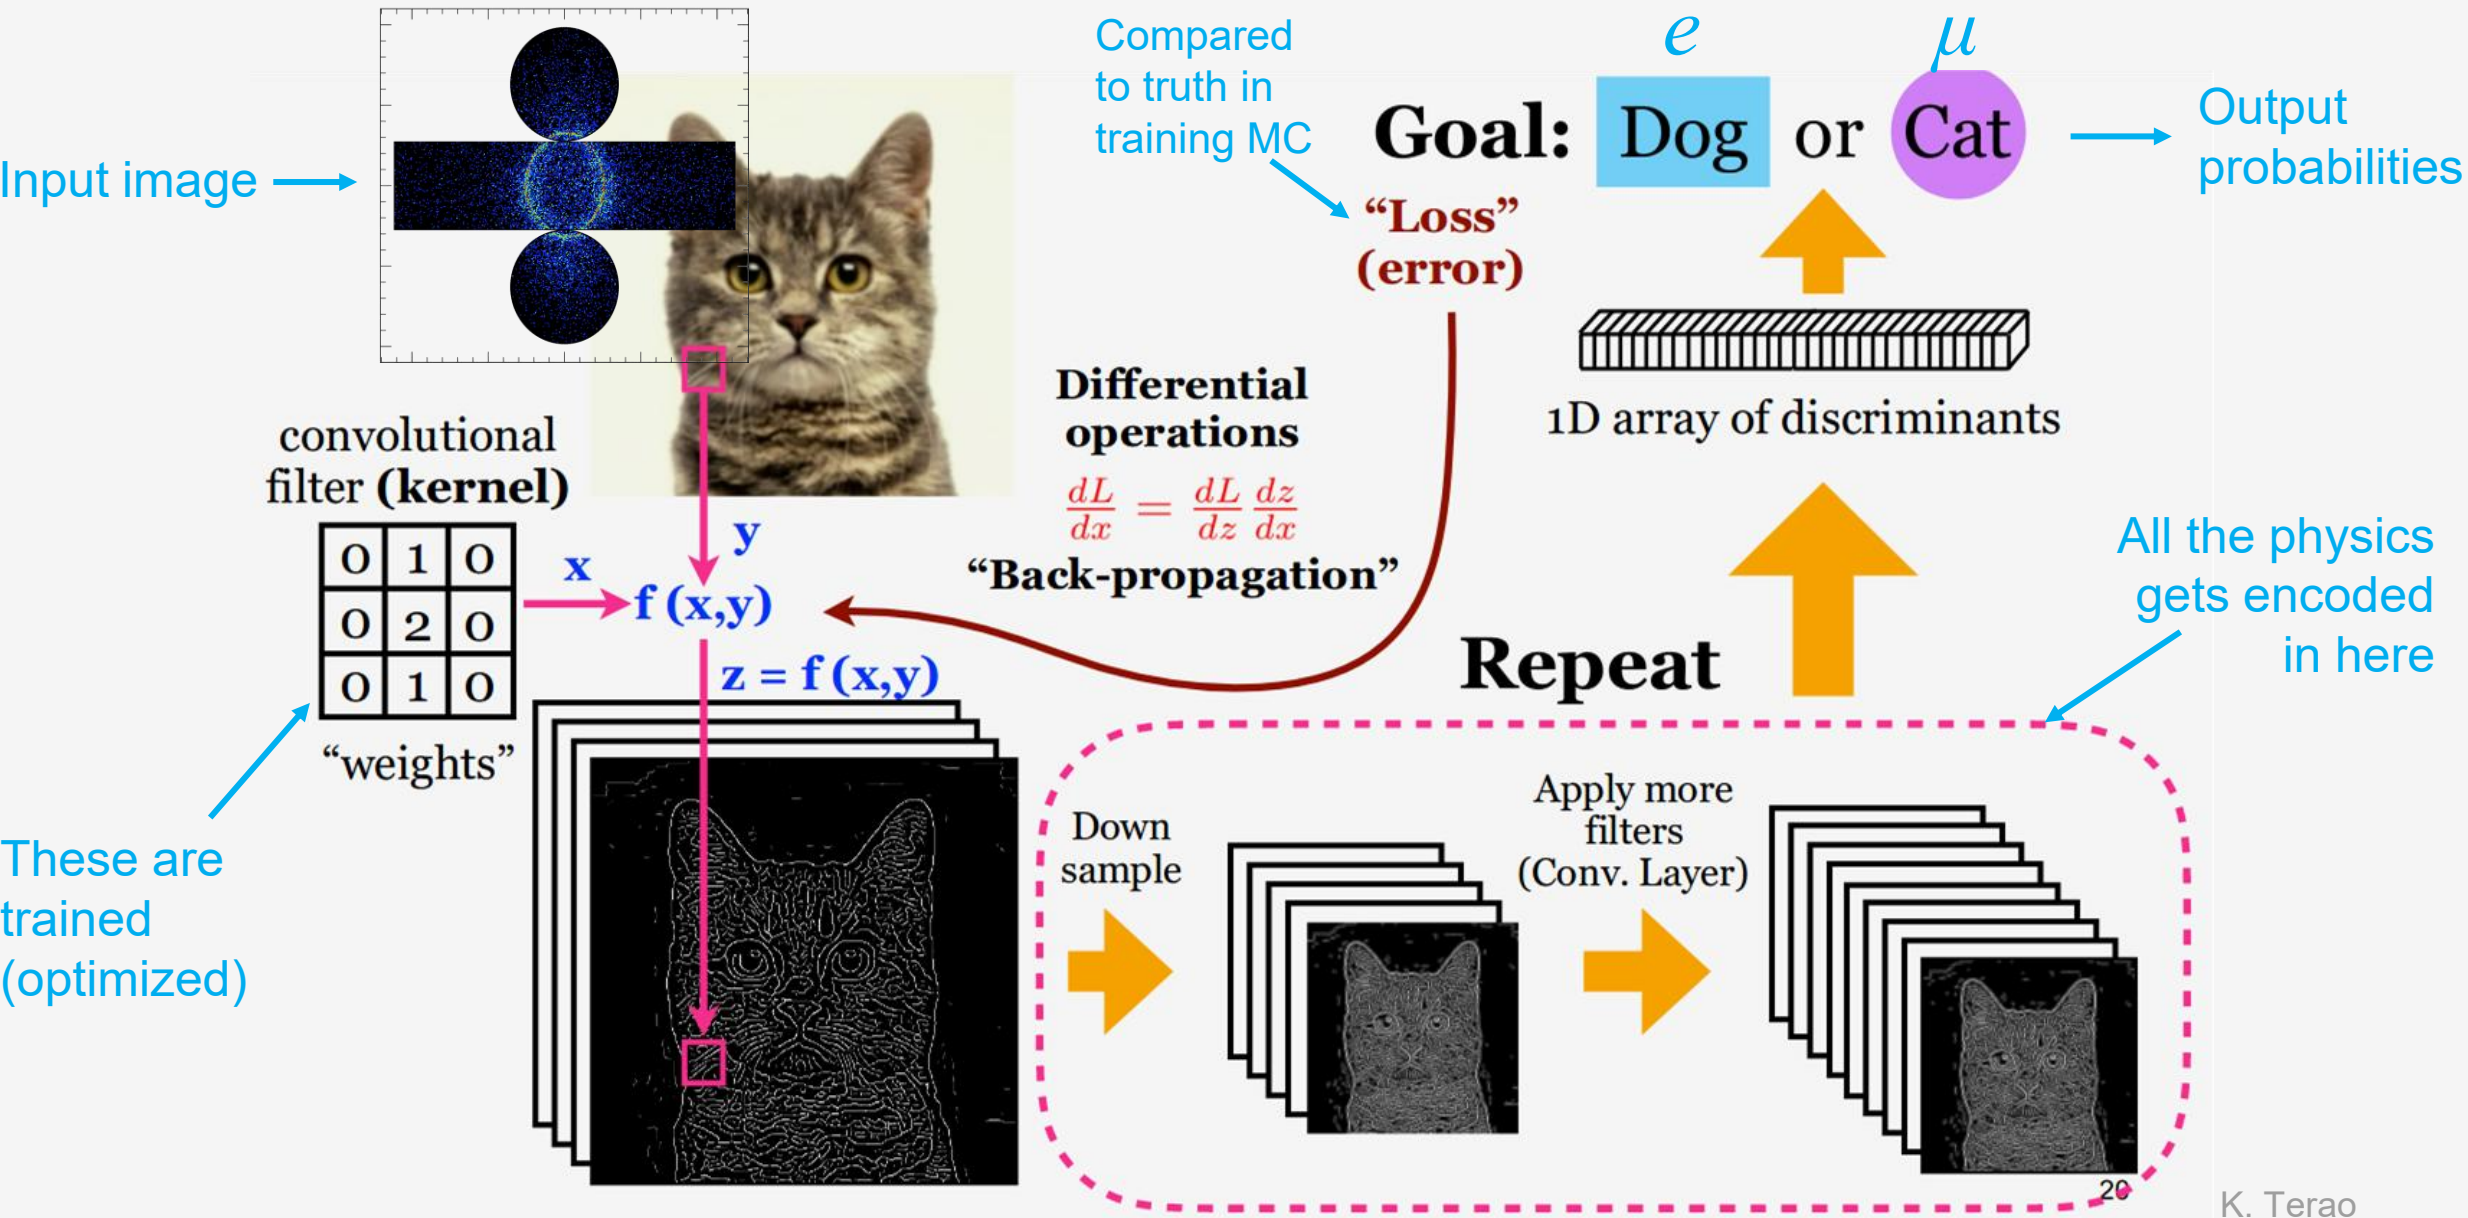 Input image
Compared
to truth in
training MC
e
μ
Goal: Dog or Cat
Output
probabilities
“Loss”
(error)
1D array of discriminants
Differential
operations
dL/dx = dL/dz dz/dx
“Back-propagation”
convolutional
filter (kernel)
0 1 0
0 2 0
0 1 0
“weights”
x
y
f (x,y)
z = f (x,y)
These are
trained
(optimized)
Repeat
All the physics
gets encoded
in here
Down
sample
Apply more
filters
(Conv. Layer)
20
K. Terao